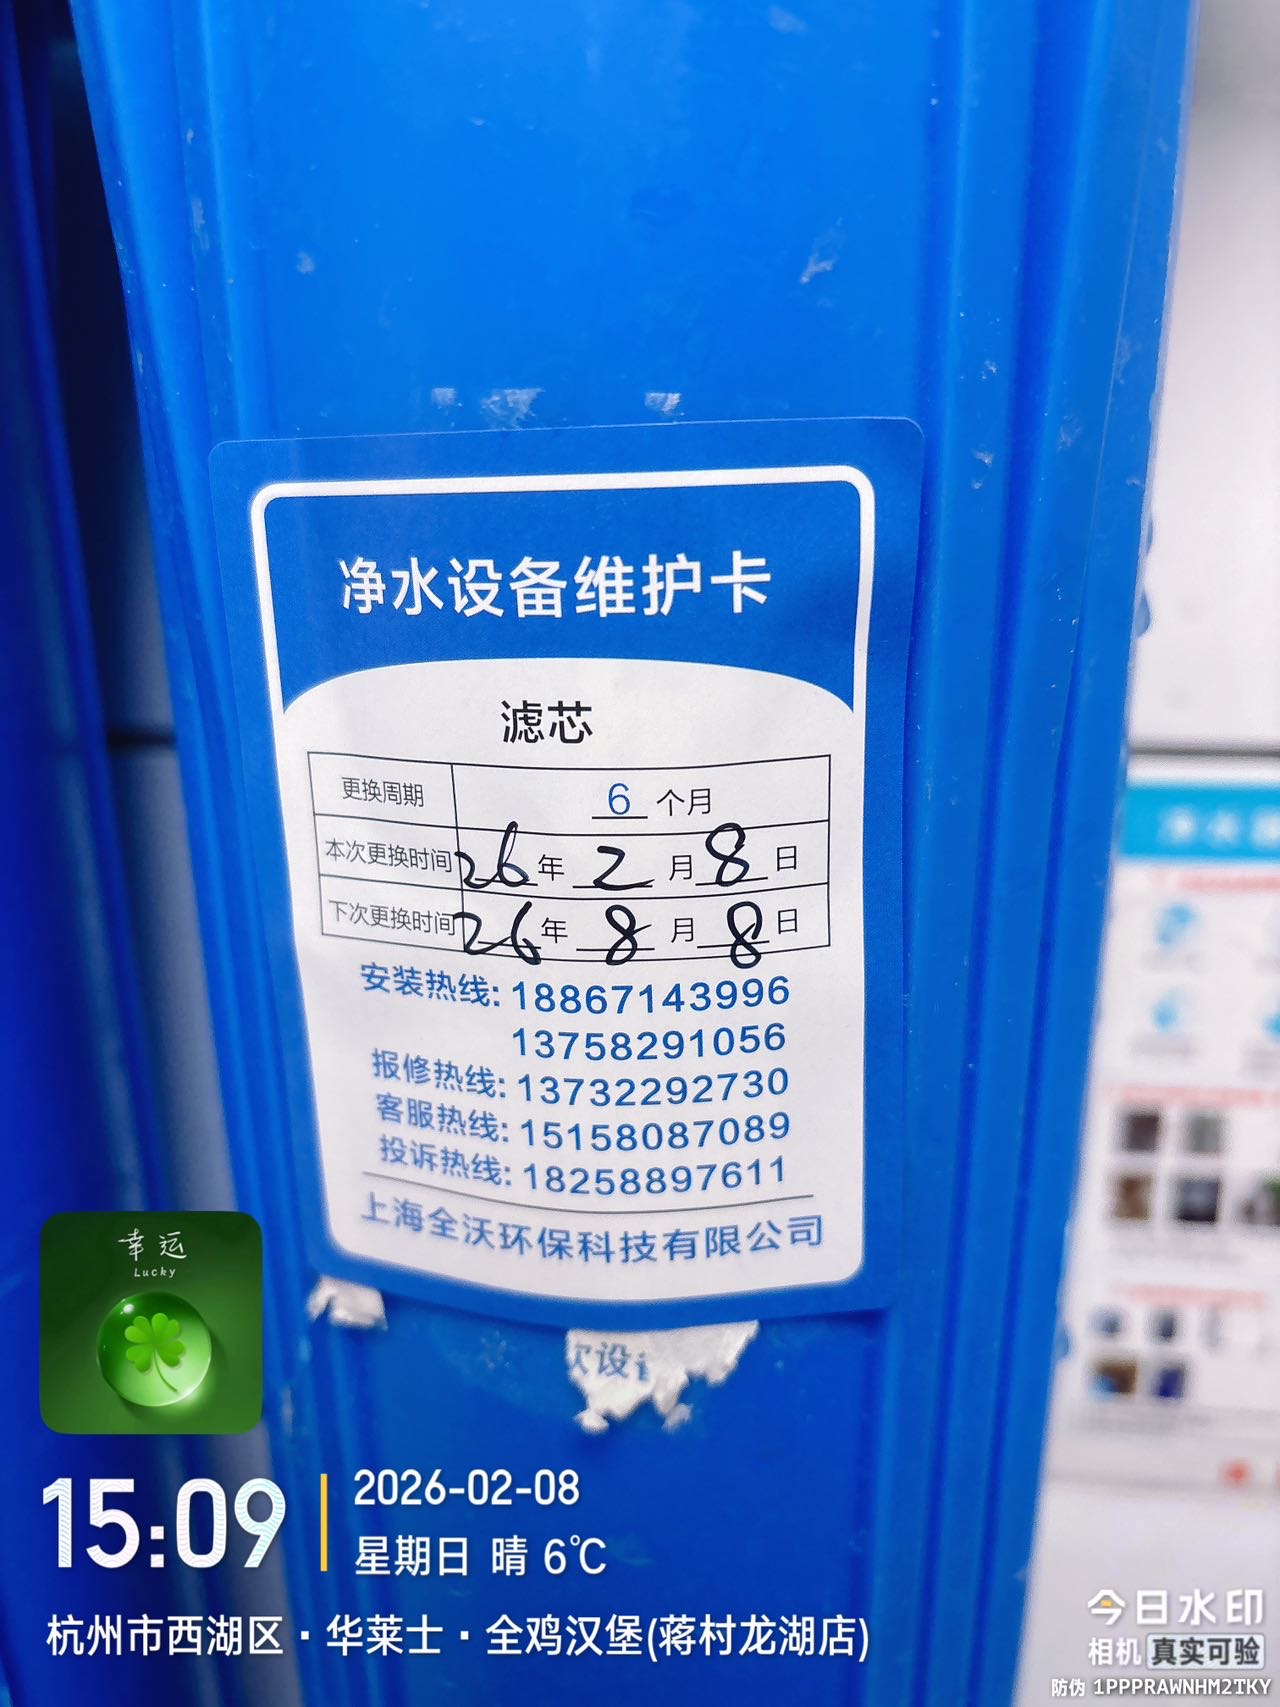 净水设备维护卡
滤芯
更换周期 6 个月
本次更换时间 26 年 2 月 8 日
下次更换时间 26 年 8 月 8 日
安装热线: 18867143996
13758291056
报修热线: 13732292730
客服热线: 15158087089
投诉热线: 18258897611
上海全沃环保科技有限公司
次设
幸运
Lucky
15:09
2026-02-08
星期日 晴 6℃
杭州市西湖区·华莱士·全鸡汉堡(蒋村龙湖店)
今日水印
相机 真实可验
防伪 1PPPRAWNHM2TKY
净水器